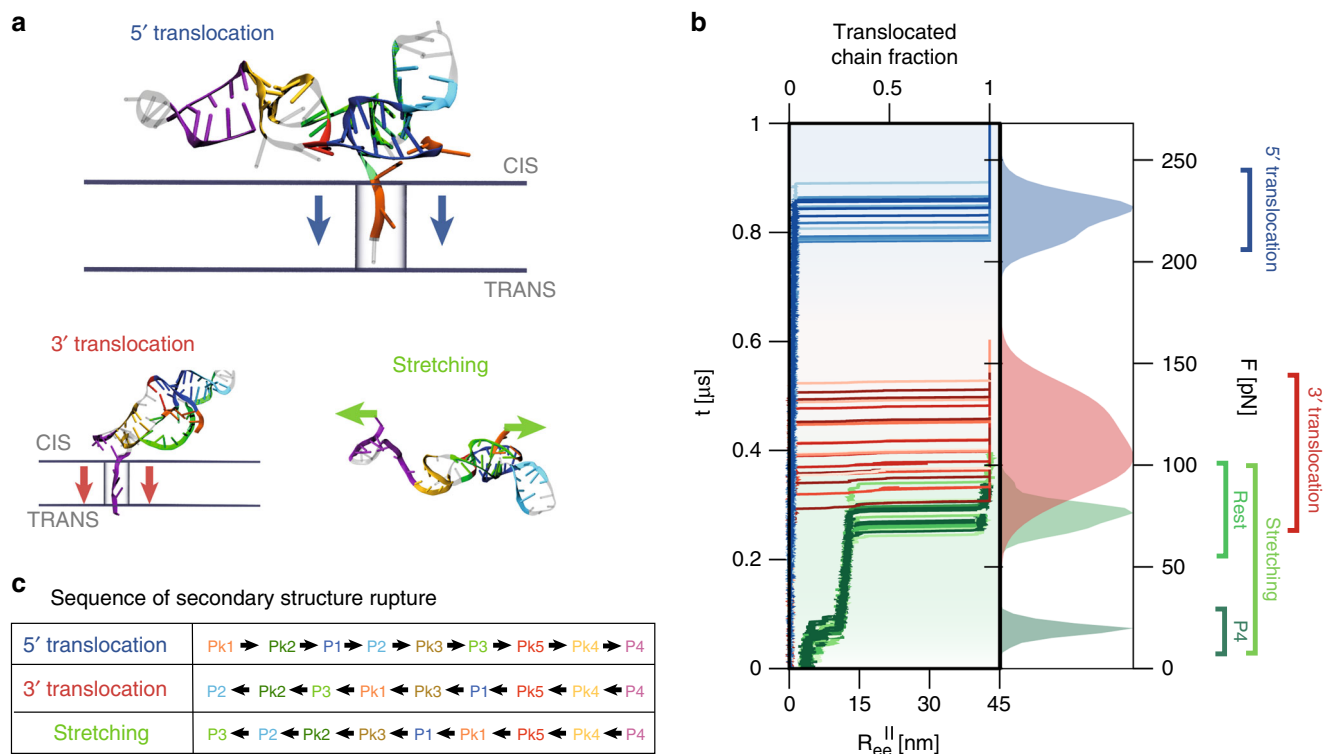 a
5′ translocation
CIS
TRANS
3′ translocation
CIS
TRANS
Stretching
b
Translocated
chain fraction
0 0.5 1
1
0.8
0.6
0.4
0.2
0
t [µs]
0 15 30 45
R ee II [nm]
250
200
150
100
50
0
F [pN]
5′ translocation
3′ translocation
Rest
Stretching
P4
c
Sequence of secondary structure rupture
5′ translocation Pk1 → Pk2 → P1 → P2 → Pk3 → P3 → Pk5 → Pk4 → P4
3′ translocation P2 ← Pk2 ← P3 ← Pk1 ← Pk3 ← P1 ← Pk5 ← Pk4 ← P4
Stretching P3 ← P2 ← Pk2 ← Pk3 ← P1 ← Pk1 ← Pk5 ← Pk4 ← P4